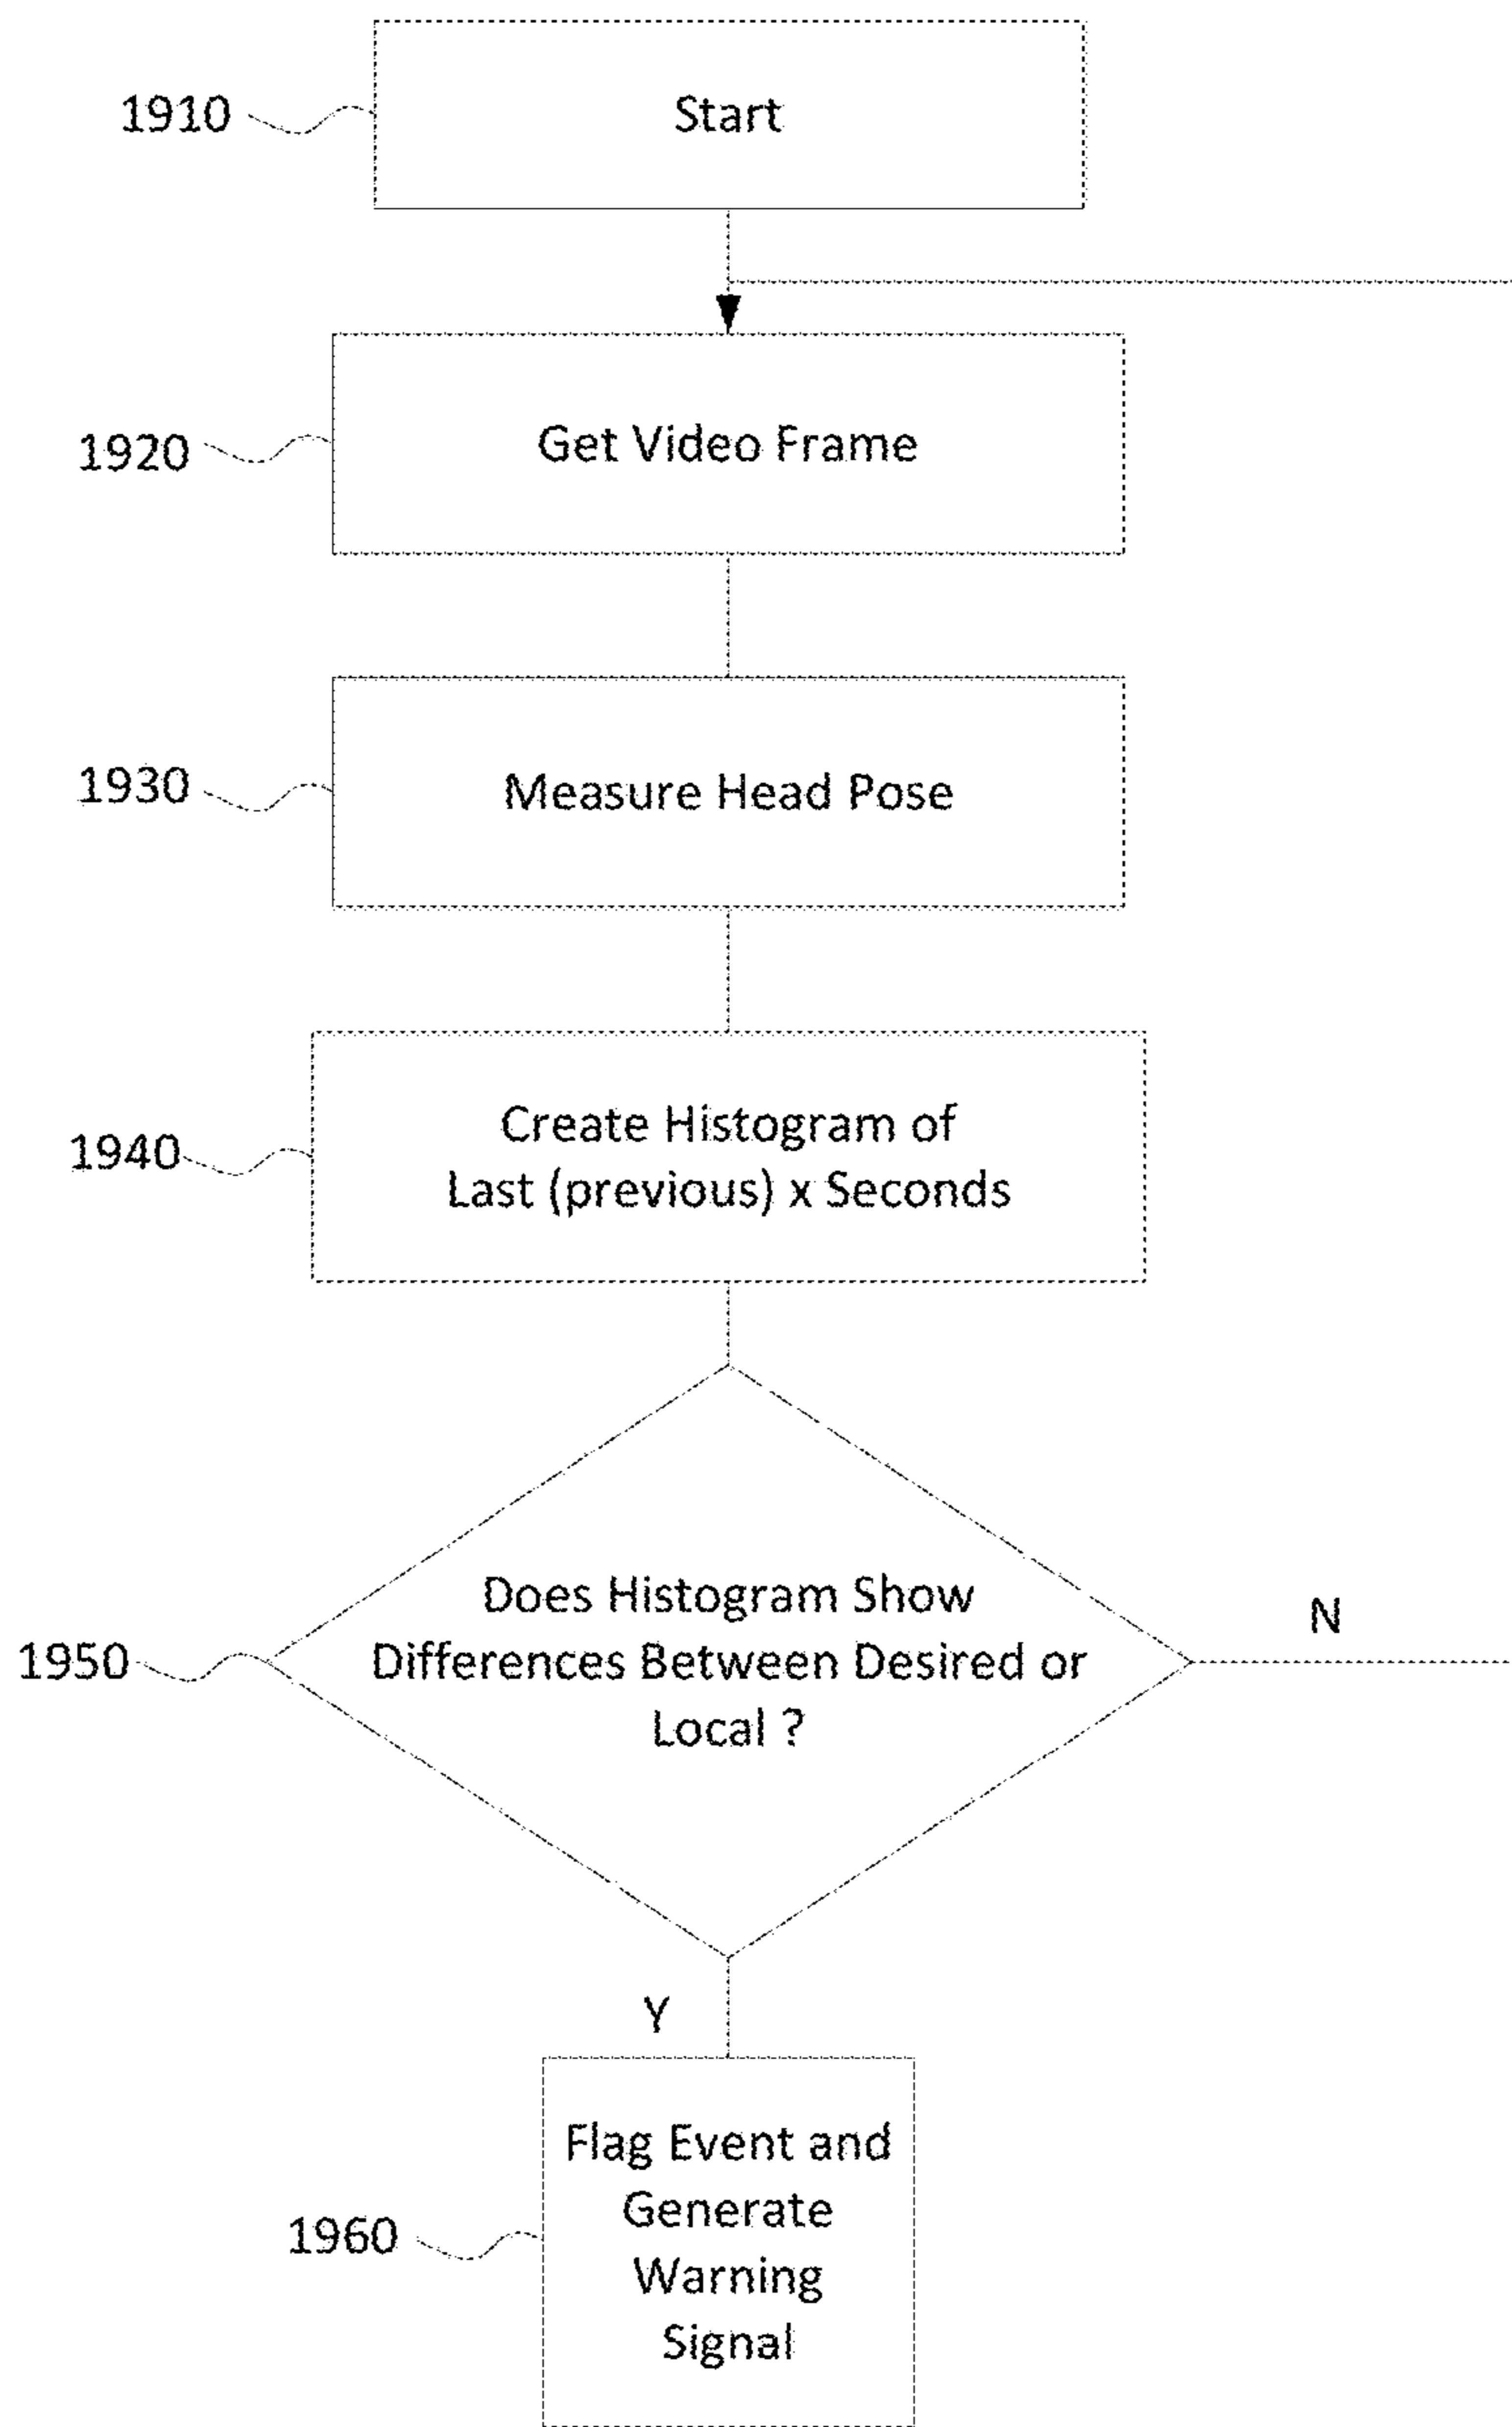 1910
Start
1920
Get Video Frame
1930
Measure Head Pose
1940
Create Histogram of
Last (previous) x Seconds
1950
Does Histogram Show
Differences Between Desired or
Local ?
N
Y
1960
Flag Event and
Generate
Warning
Signal